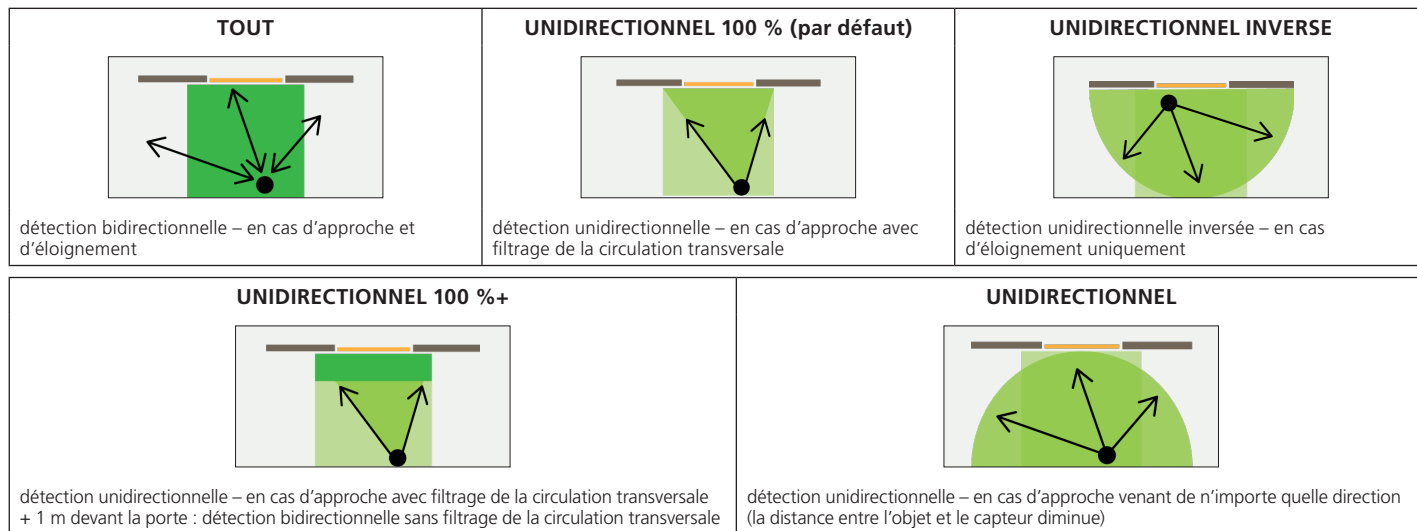 TOUT
détection bidirectionnelle – en cas d'approche et
d'éloignement
UNIDIRECTIONNEL 100 % (par défaut)
détection unidirectionnelle – en cas d'approche avec
filtrage de la circulation transversale
UNIDIRECTIONNEL INVERSE
détection unidirectionnelle inversée – en cas
d'éloignement uniquement
UNIDIRECTIONNEL 100 %+
détection unidirectionnelle – en cas d'approche avec filtrage de la circulation transversale
+ 1 m devant la porte : détection bidirectionnelle sans filtrage de la circulation transversale
UNIDIRECTIONNEL
détection unidirectionnelle – en cas d'approche venant de n’importe quelle direction
(la distance entre l’objet et le capteur diminue)